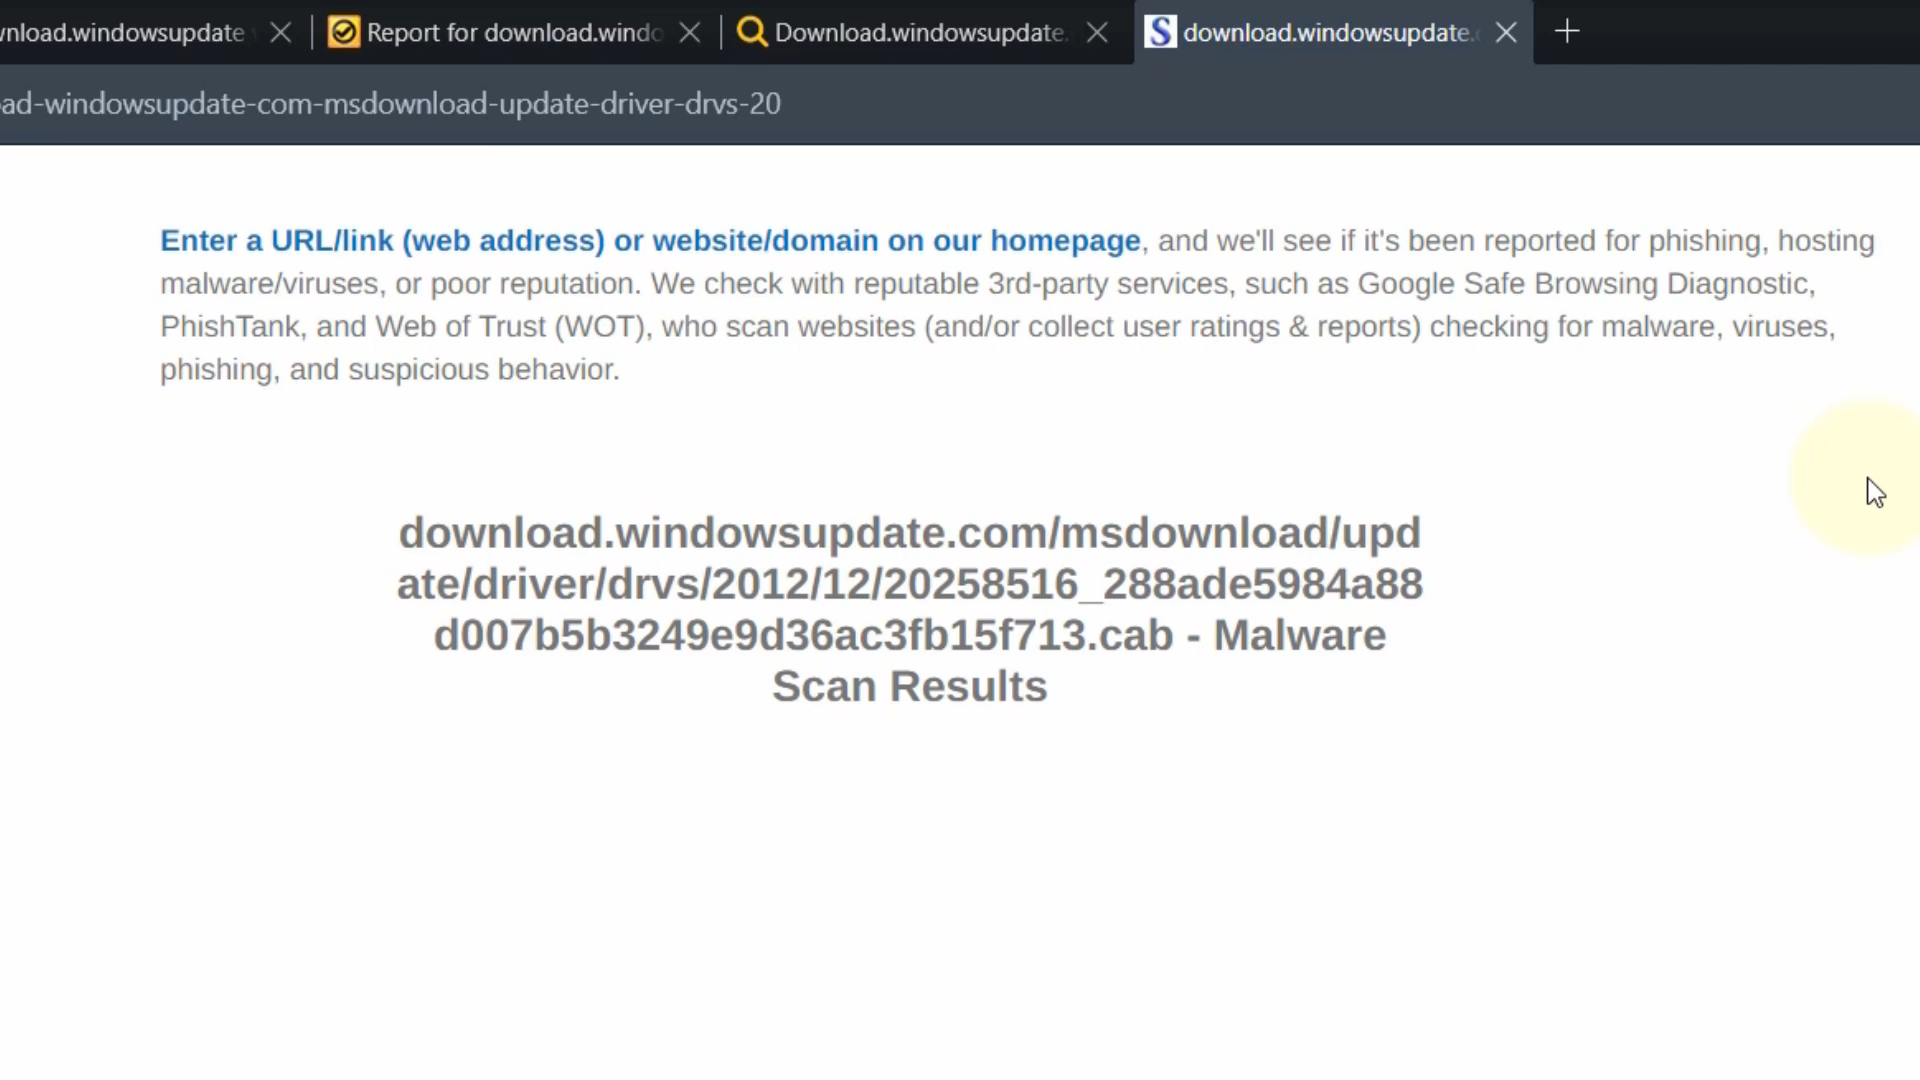 nload.windowsupdate
Report for download.windo
Download.windowsupdate.
download.windowsupdate.
ad-windowsupdate-com-msdownload-update-driver-drvs-20
Enter a URL/link (web address) or website/domain on our homepage, and we'll see if it's been reported for phishing, hosting
malware/viruses, or poor reputation. We check with reputable 3rd-party services, such as Google Safe Browsing Diagnostic,
PhishTank, and Web of Trust (WOT), who scan websites (and/or collect user ratings & reports) checking for malware, viruses,
phishing, and suspicious behavior.
download.windowsupdate.com/msdownload/upd
ate/driver/drvs/2012/12/20258516_288ade5984a88
d007b5b3249e9d36ac3fb15f713.cab - Malware
Scan Results